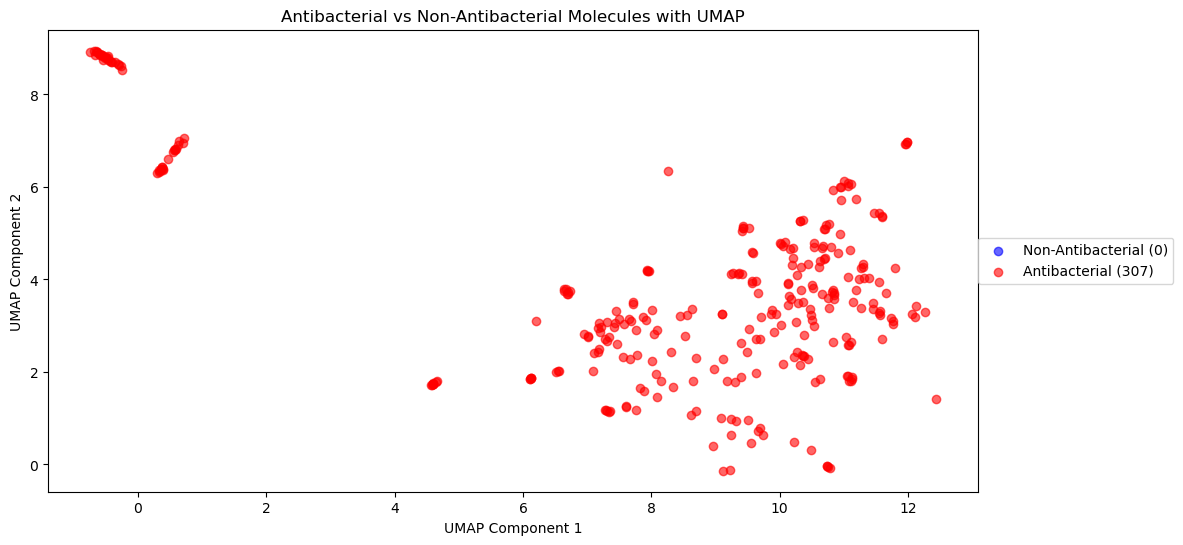 Antibacterial vs Non-Antibacterial Molecules with UMAP
8
6
4
2
0
UMAP Component 2
0 2 4 6 8 10 12
UMAP Component 1
Non-Antibacterial (0)
Antibacterial (307)